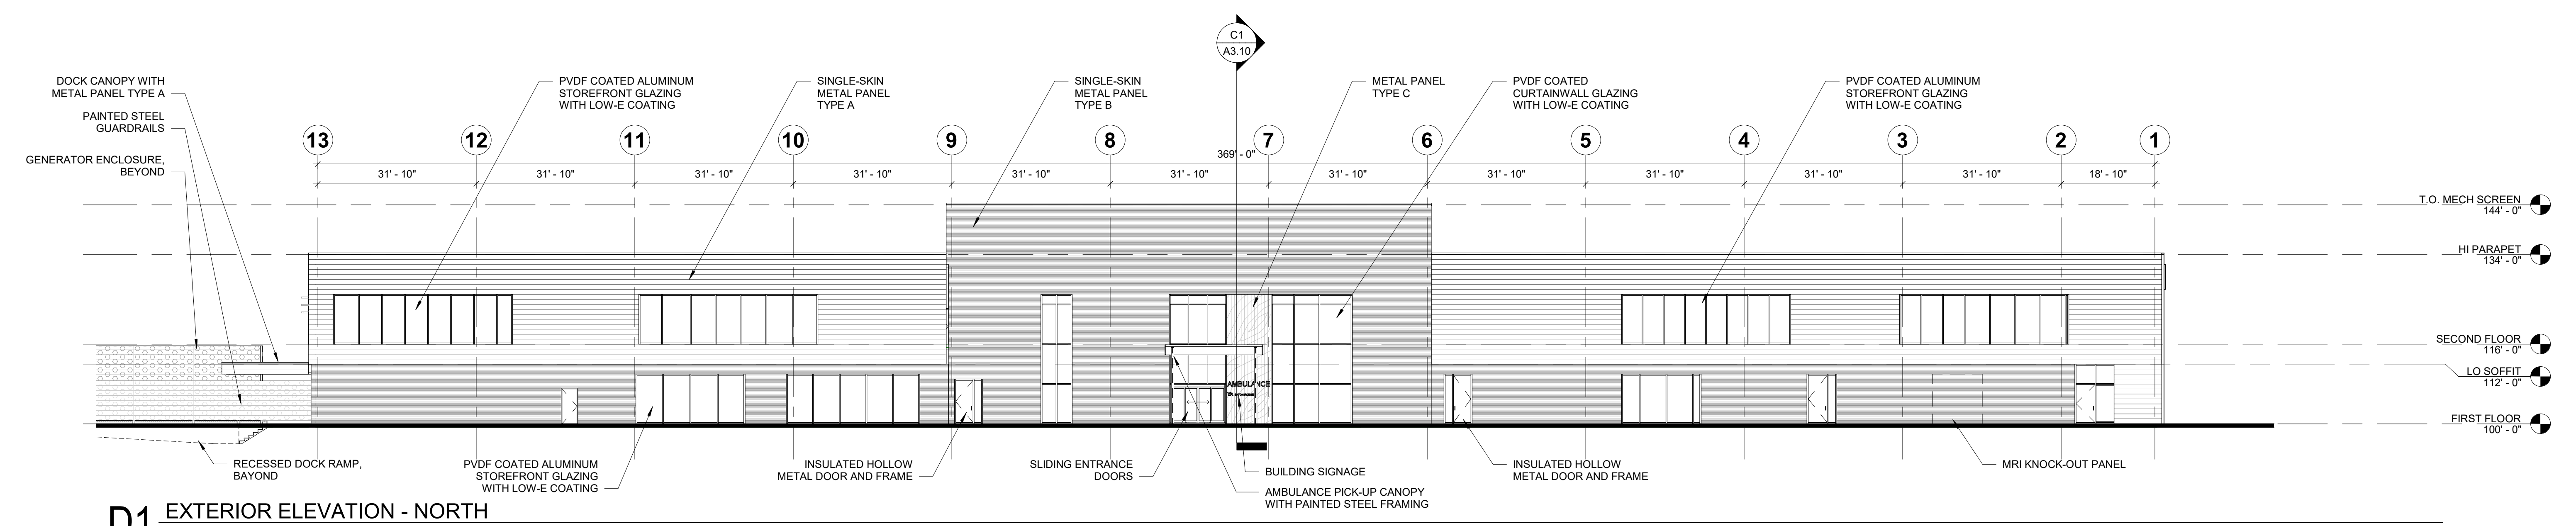 C1
A3.10
DOCK CANOPY WITH
METAL PANEL TYPE A
PAINTED STEEL
GUARDRAILS
GENERATOR ENCLOSURE,
BEYOND
PVDF COATED ALUMINUM
STOREFRONT GLAZING
WITH LOW-E COATING
SINGLE-SKIN
METAL PANEL
TYPE A
SINGLE-SKIN
METAL PANEL
TYPE B
METAL PANEL
TYPE C
PVDF COATED
CURTAINWALL GLAZING
WITH LOW-E COATING
PVDF COATED ALUMINUM
STOREFRONT GLAZING
WITH LOW-E COATING
13 12 11 10 9 8 7 6 5 4 3 2 1
369' - 0"
31' - 10" 31' - 10" 31' - 10" 31' - 10" 31' - 10" 31' - 10" 31' - 10" 31' - 10" 31' - 10" 31' - 10" 31' - 10" 18' - 10"
T.O. MECH SCREEN
144' - 0"
HI PARAPET
134' - 0"
SECOND FLOOR
116' - 0"
LO SOFFIT
112' - 0"
FIRST FLOOR
100' - 0"
AMBULANCE
VA
RECESSED DOCK RAMP,
BAYOND
PVDF COATED ALUMINUM
STOREFRONT GLAZING
WITH LOW-E COATING
INSULATED HOLLOW
METAL DOOR AND FRAME
SLIDING ENTRANCE
DOORS
BUILDING SIGNAGE
AMBULANCE PICK-UP CANOPY
WITH PAINTED STEEL FRAMING
INSULATED HOLLOW
METAL DOOR AND FRAME
MRI KNOCK-OUT PANEL
D1 EXTERIOR ELEVATION - NORTH